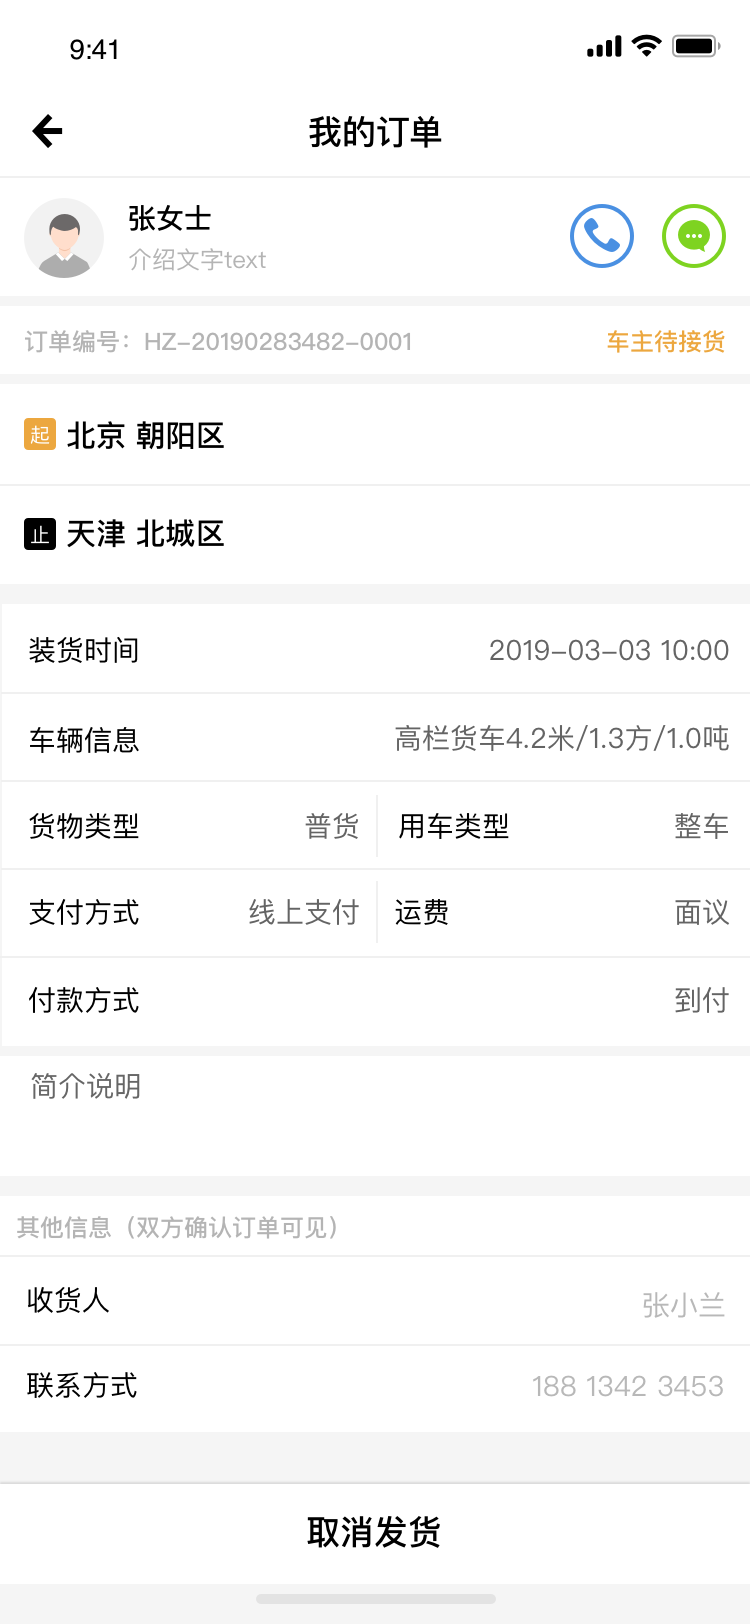 9:41
我的订单
张女士
介绍文字text
订单编号：HZ-20190283482-0001 车主待接货
起 北京 朝阳区
止 天津 北城区
装货时间 2019-03-03 10:00
车辆信息 高栏货车4.2米/1.3方/1.0吨
货物类型 普货 用车类型 整车
支付方式 线上支付 运费 面议
付款方式 到付
简介说明
其他信息（双方确认订单可见）
收货人 张小兰
联系方式 188 1342 3453
取消发货